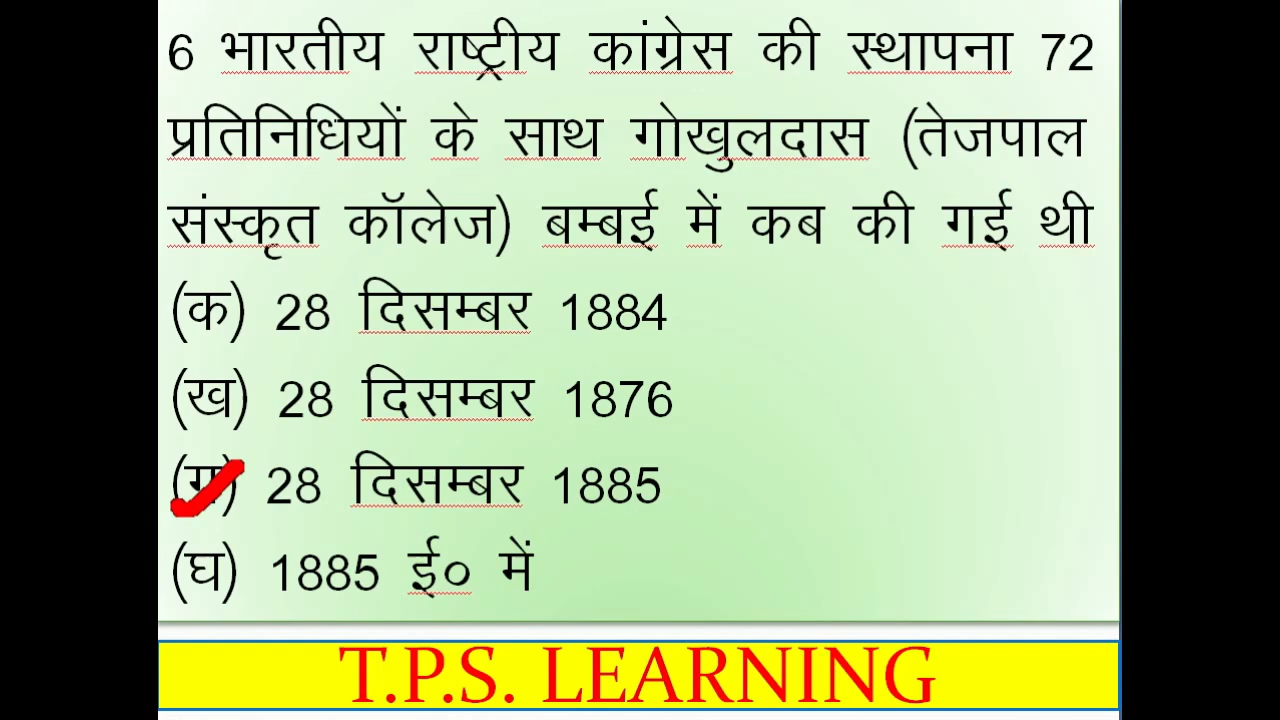 6 भारतीय राष्ट्रीय कांग्रेस की स्थापना 72
प्रतिनिधियों के साथ गोखुलदास (तेजपाल
संस्कृत कॉलेज) बम्बई में कब की गई थी
(क) 28 दिसम्बर 1884
(ख) 28 दिसम्बर 1876
(ग) 28 दिसम्बर 1885
(घ) 1885 ई० में
T.P.S. LEARNING